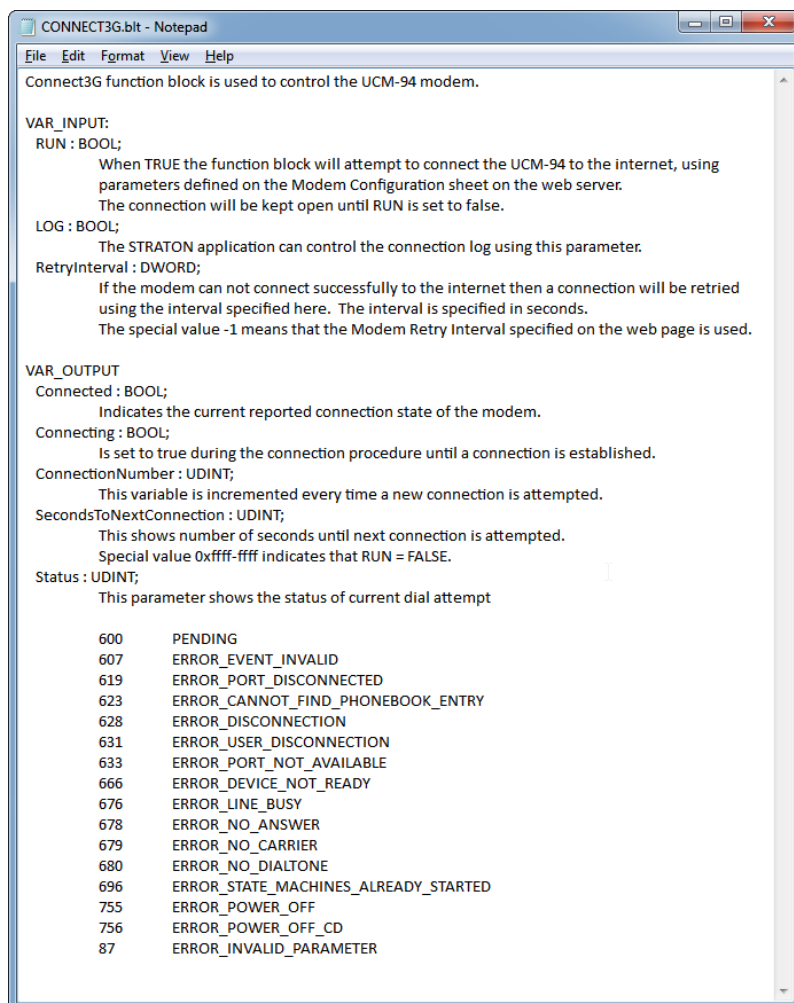 CONNECT3G.blt - Notepad
File Edit Format View Help
Connect3G function block is used to control the UCM-94 modem.
VAR_INPUT:
RUN : BOOL;
When TRUE the function block will attempt to connect the UCM-94 to the internet, using
parameters defined on the Modem Configuration sheet on the web server.
The connection will be kept open until RUN is set to false.
LOG : BOOL;
The STRATON application can control the connection log using this parameter.
RetryInterval : DWORD;
If the modem can not connect successfully to the internet then a connection will be retried
using the interval specified here. The interval is specified in seconds.
The special value -1 means that the Modem Retry Interval specified on the web page is used.
VAR_OUTPUT
Connected : BOOL;
Indicates the current reported connection state of the modem.
Connecting : BOOL;
Is set to true during the connection procedure until a connection is established.
ConnectionNumber : UDINT;
This variable is incremented every time a new connection is attempted.
SecondsToNextConnection : UDINT;
This shows number of seconds until next connection is attempted.
Special value 0xffff-ffff indicates that RUN = FALSE.
Status : UDINT;
This parameter shows the status of current dial attempt
600 PENDING
607 ERROR_EVENT_INVALID
619 ERROR_PORT_DISCONNECTED
623 ERROR_CANNOT_FIND_PHONEBOOK_ENTRY
628 ERROR_DISCONNECTION
631 ERROR_USER_DISCONNECTION
633 ERROR_PORT_NOT_AVAILABLE
666 ERROR_DEVICE_NOT_READY
676 ERROR_LINE_BUSY
678 ERROR_NO_ANSWER
679 ERROR_NO_CARRIER
680 ERROR_NO_DIALTONE
696 ERROR_STATE_MACHINES_ALREADY_STARTED
755 ERROR_POWER_OFF
756 ERROR_POWER_OFF_CD
87 ERROR_INVALID_PARAMETER